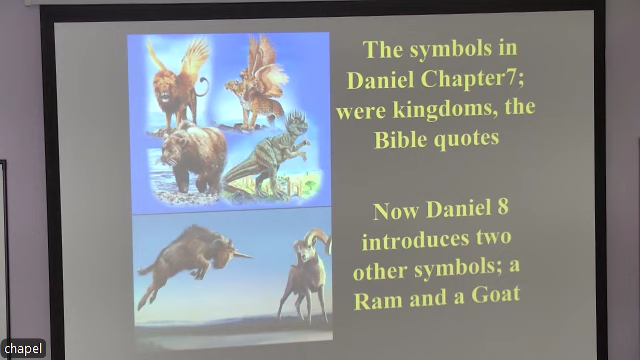 The symbols in
Daniel Chapter7;
were kingdoms, the
Bible quotes
Now Daniel 8
introduces two
other symbols; a
Ram and a Goat
chapel